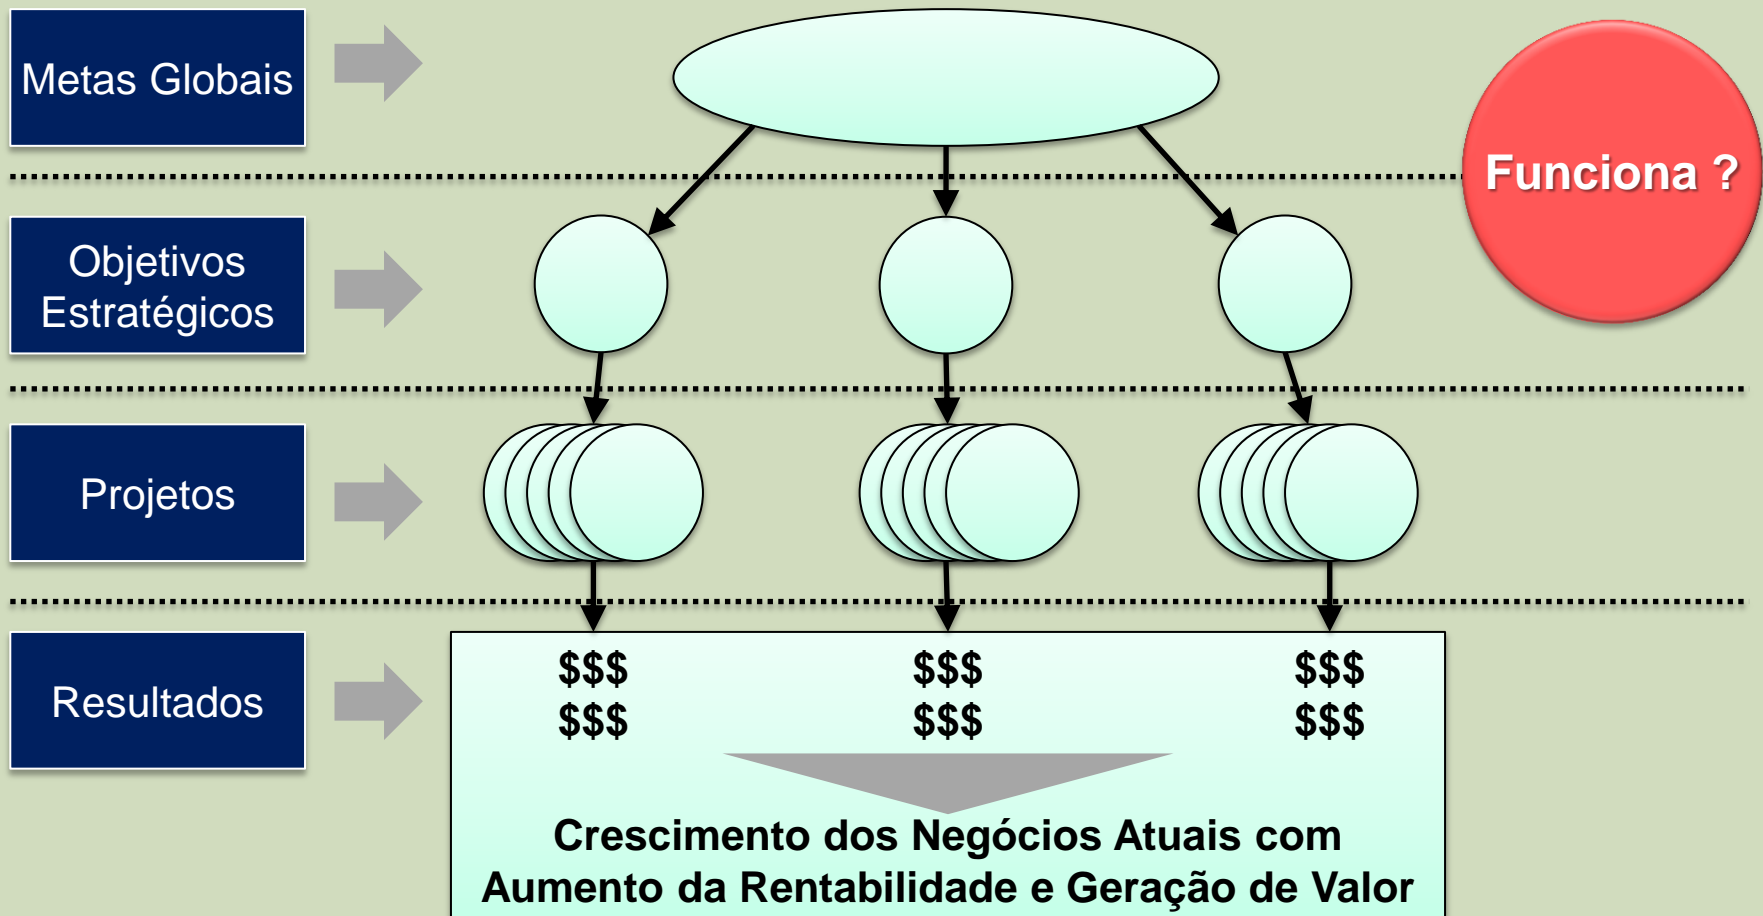 Metas Globais
Funciona ?
Objetivos
Estratégicos
Projetos
Resultados
$$$ $$$ $$$
$$$ $$$ $$$
Crescimento dos Negócios Atuais com
Aumento da Rentabilidade e Geração de Valor